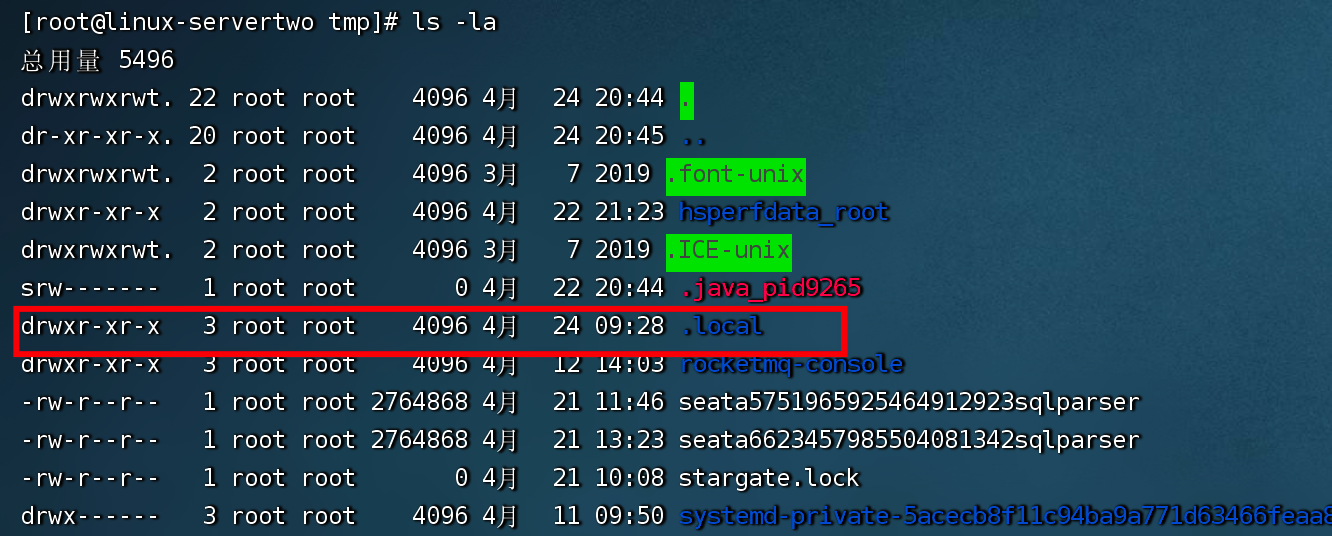 [root@linux-servertwo tmp]# ls -la
总用量 5496
drwxrwxrwt. 22 root root    4096 4月  24 20:44 .
dr-xr-xr-x. 20 root root    4096 4月  24 20:45 ..
drwxrwxrwt.  2 root root    4096 3月   7 2019 .font-unix
drwxr-xr-x   2 root root    4096 4月  22 21:23 hsperfdata_root
drwxrwxrwt.  2 root root    4096 3月   7 2019 .ICE-unix
srw-------   1 root root       0 4月  22 20:44 .java_pid9265
drwxr-xr-x   3 root root    4096 4月  24 09:28 .local
drwxr-xr-x   3 root root    4096 4月  12 14:03 rocketmq-console
-rw-r--r--   1 root root 2764868 4月  21 11:46 seata5751965925464912923sqlparser
-rw-r--r--   1 root root 2764868 4月  21 13:23 seata6623457985504081342sqlparser
-rw-r--r--   1 root root       0 4月  21 10:08 stargate.lock
drwx------   3 root root    4096 4月  11 09:50 systemd-private-5acecb8f11c94ba9a771d63466feaa8